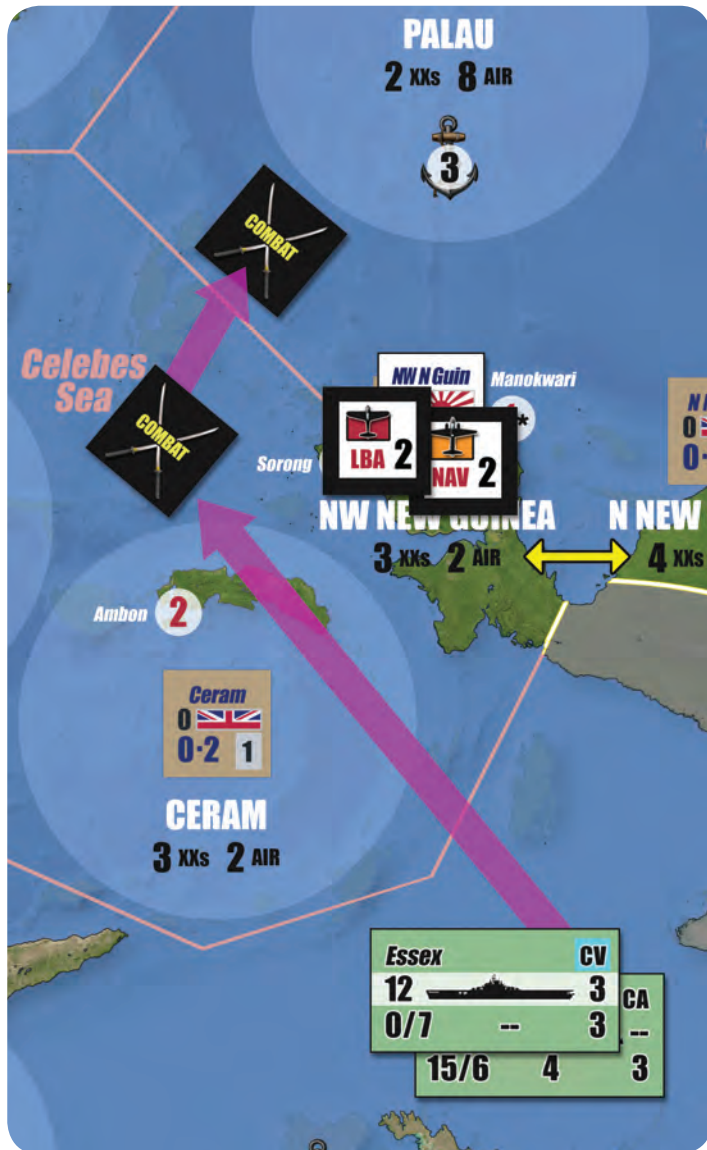 PALAU
2 XXs 8 AIR
3
COMBAT
Celebes
Sea
COMBAT
NW N Guin
Manokwari
*
LBA 2
NAV 2
Sorong
0
0-
NW NEW GUINEA
N NEW
3 XXs 2 AIR
4 XXs
Ambon
2
Ceram
0
0-2 1
CERAM
3 XXs 2 AIR
Essex CV
12 3
0/7 -- 3
CA
--
15/6 4 3